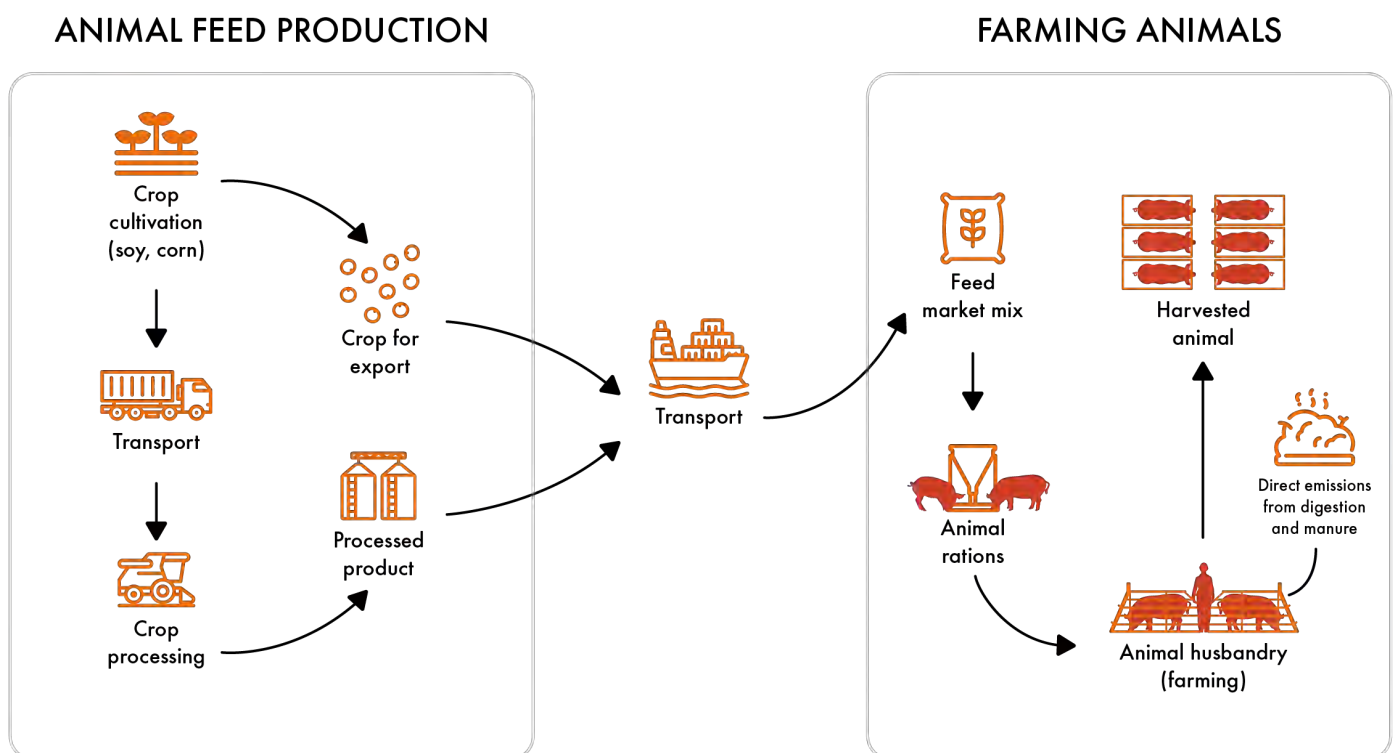 ANIMAL FEED PRODUCTION
FARMING ANIMALS
Crop
cultivation
(soy, corn)
Crop for
export
Transport
Processed
product
Crop
processing
Transport
Feed
market mix
Animal
rations
Harvested
animal
Direct emissions
from digestion
and manure
Animal husbandry
(farming)